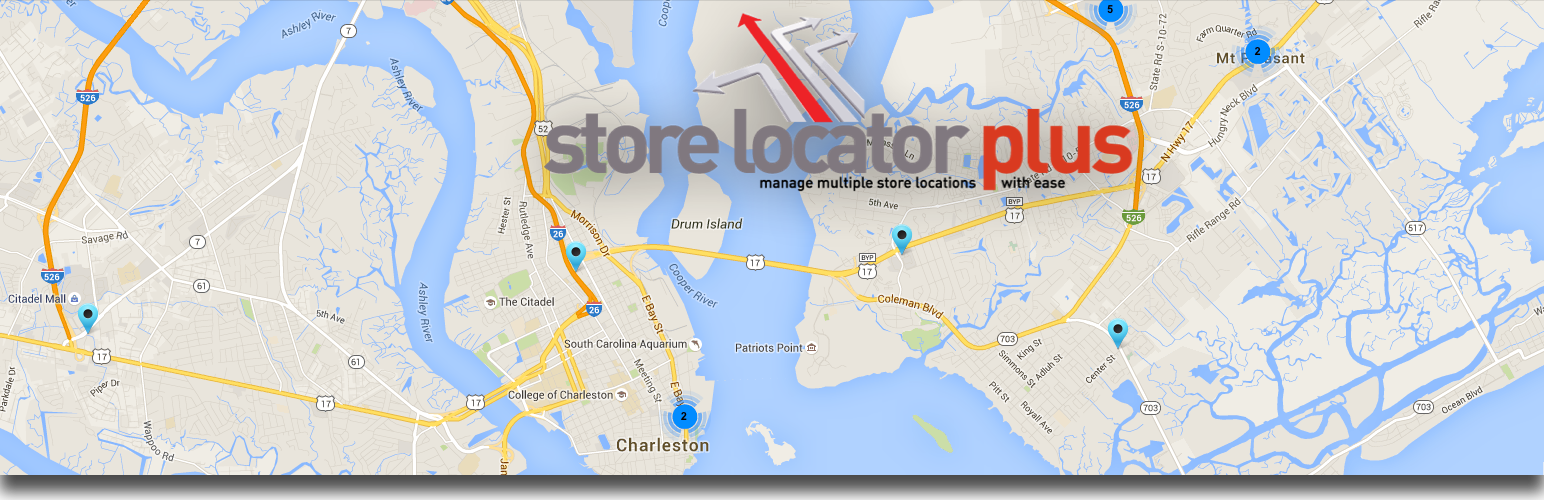 Ashley River
7
5
Farm Quarter Rd
2
State Rd S-10-72
Rifle Ra
526
Ashley River
Coop
526
Hungry Neck Blvd
52
store locator plus
N Hwy 17
manage multiple store locations with ease
17
5th Ave
BYP
17
Hester St
Rutledge Ave
Morrison Dr
Drum Island
526
Rifle Range Rd
517
Savage Rd
7
26
BYP
17
17
526
61
Cooper River
Citadel Mall
The Citadel
26
E Bay St
Coleman Blvd
Ashley River
5th Ave
South Carolina Aquarium
Patriots Point
703
King St
Simmons St
Adluh St
Center St
17
61
Parkdale Dr
Piper Dr
Meeting St
E Bay
Pitt St
Royall Ave
17
17
College of Charleston
703
703
Ocean Blvd
2
Wappoo Rd
Charleston